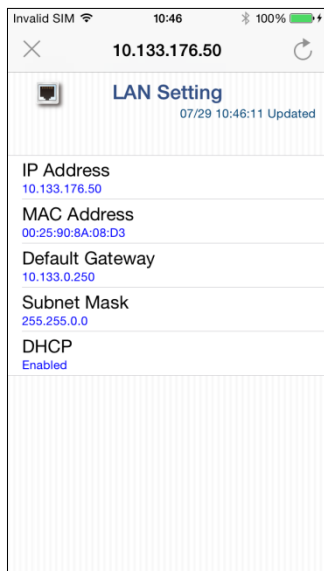 Invalid SIM 10:46 100%
10.133.176.50
LAN Setting
07/29 10:46:11 Updated
IP Address
10.133.176.50
MAC Address
00:25:90:8A:08:D3
Default Gateway
10.133.0.250
Subnet Mask
255.255.0.0
DHCP
Enabled